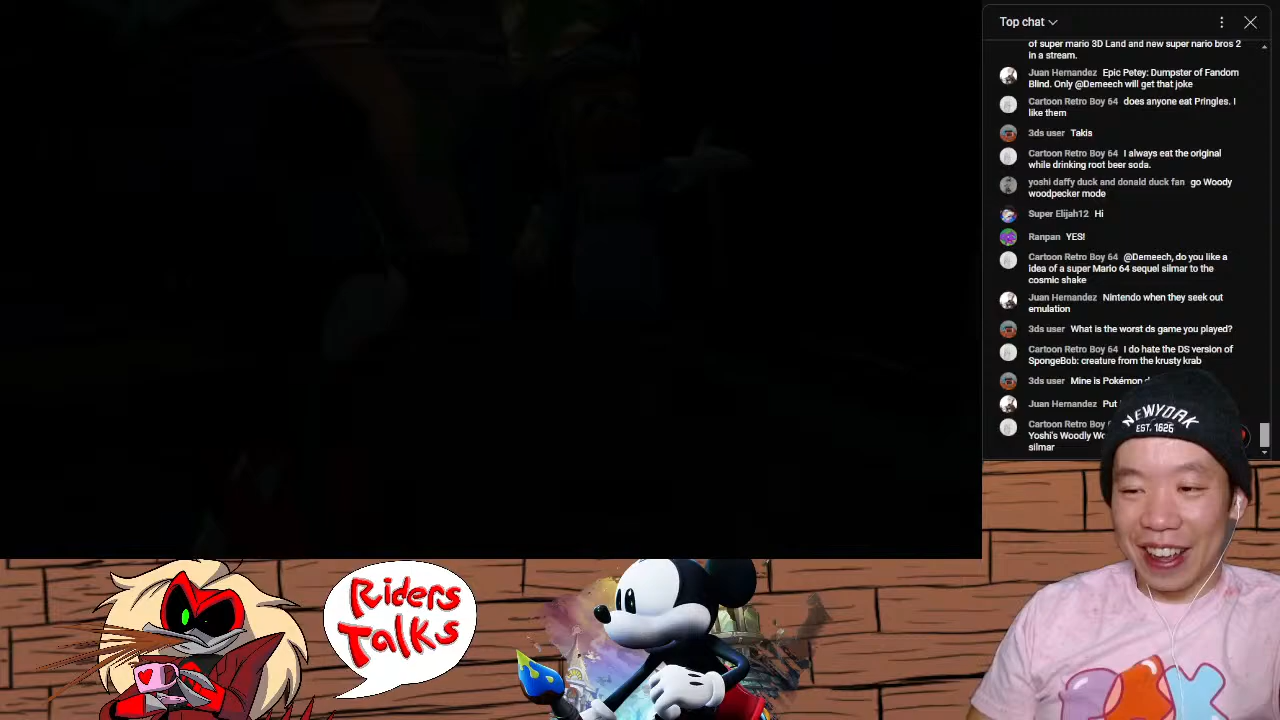 Top chat
of super mario 3D Land and new super nario bros 2
in a stream.
Juan Hernandez Epic Petey: Dumpster of Fandom
Blind. Only @Demeech will get that joke
Cartoon Retro Boy 64 does anyone eat Pringles. I
like them
3ds user Takis
Cartoon Retro Boy 64 I always eat the original
while drinking root beer soda.
yoshi daffy duck and donald duck fan go Woody
woodpecker mode
Super Elijah12 Hi
Ranpan YES!
Cartoon Retro Boy 64 @Demeech, do you like a
idea of a super Mario 64 sequel silmar to the
cosmic shake
Juan Hernandez Nintendo when they seek out
emulation
3ds user What is the worst ds game you played?
Cartoon Retro Boy 64 I do hate the DS version of
SpongeBob: creature from the krusty krab
3ds user Mine is Pokémon
Juan Hernandez Put
Cartoon Retro Boy 64
Yoshi's Woolly
silmar
NEWYORK
EST. 1625
Riders
Talks